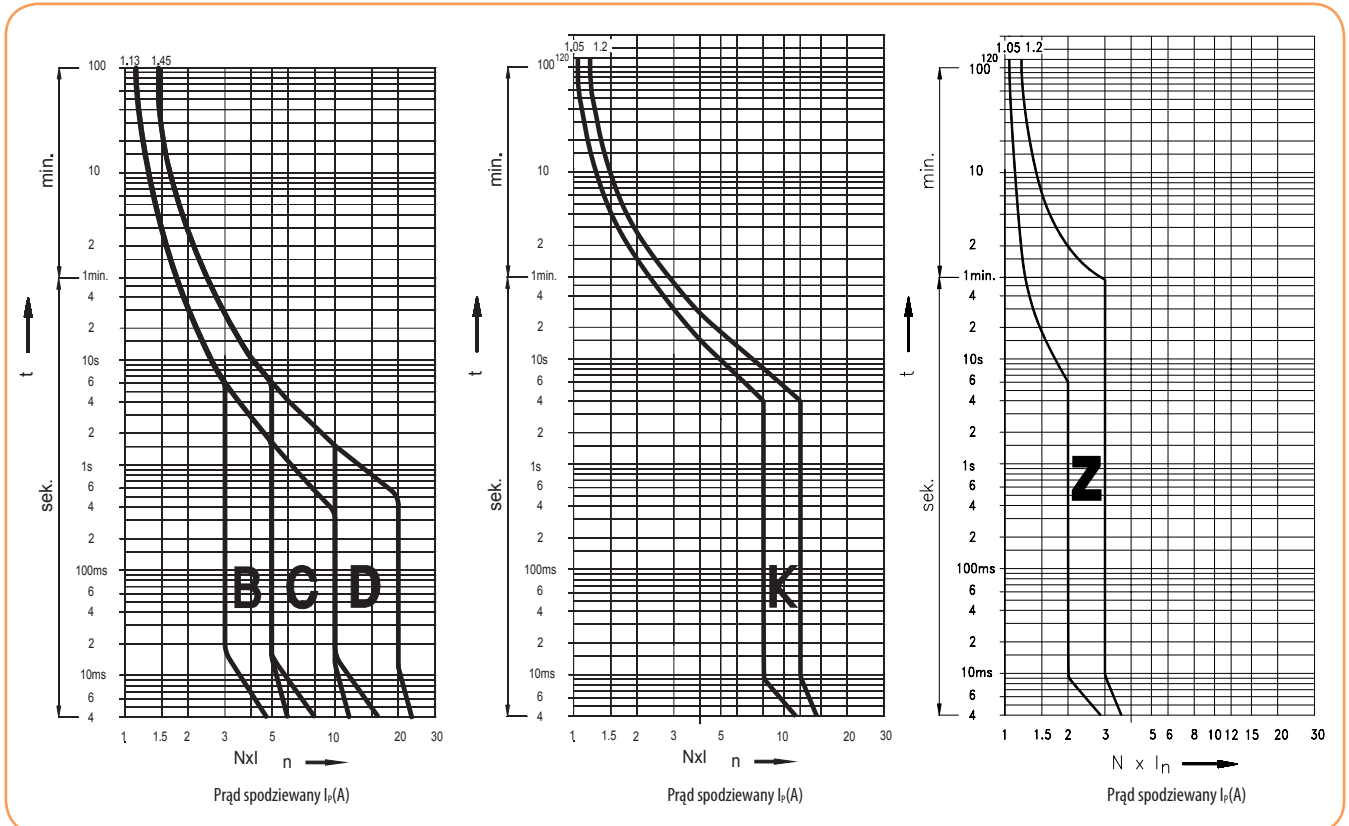 1.13 1.45
100
10
2
1min.
4
2
10s
6
4
2
1s
6
4
2
100ms
6
4
2
10ms
6
4
min.
sek.
t
B C D
1. 1.5 2 3 5 10 20 30
NxI n
Prąd spodziewany Iₚ(A)
1.05 1.2
120
100
10
2
1min.
4
2
10s
6
4
2
1s
6
4
2
100ms
6
4
2
10ms
6
4
min.
sek.
t
K
1. 1.5 2 3 5 10 20 30
NxI n
Prąd spodziewany Iₚ(A)
1.05 1.2
120
100
10
2
1min.
4
2
10s
6
4
2
1s
6
4
2
100ms
6
4
2
10ms
6
4
min.
sek.
t
Z
1 1.5 2 3 5 6 8 10 12 15 20 30
N x Iₙ
Prąd spodziewany Iₚ(A)